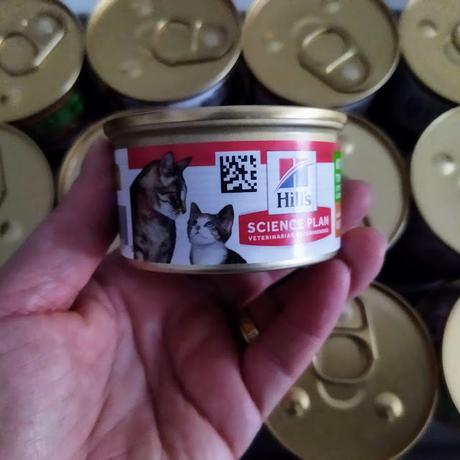 Hill's
SCIENCE PLAN
VETERINARIAN RECOMMENDED